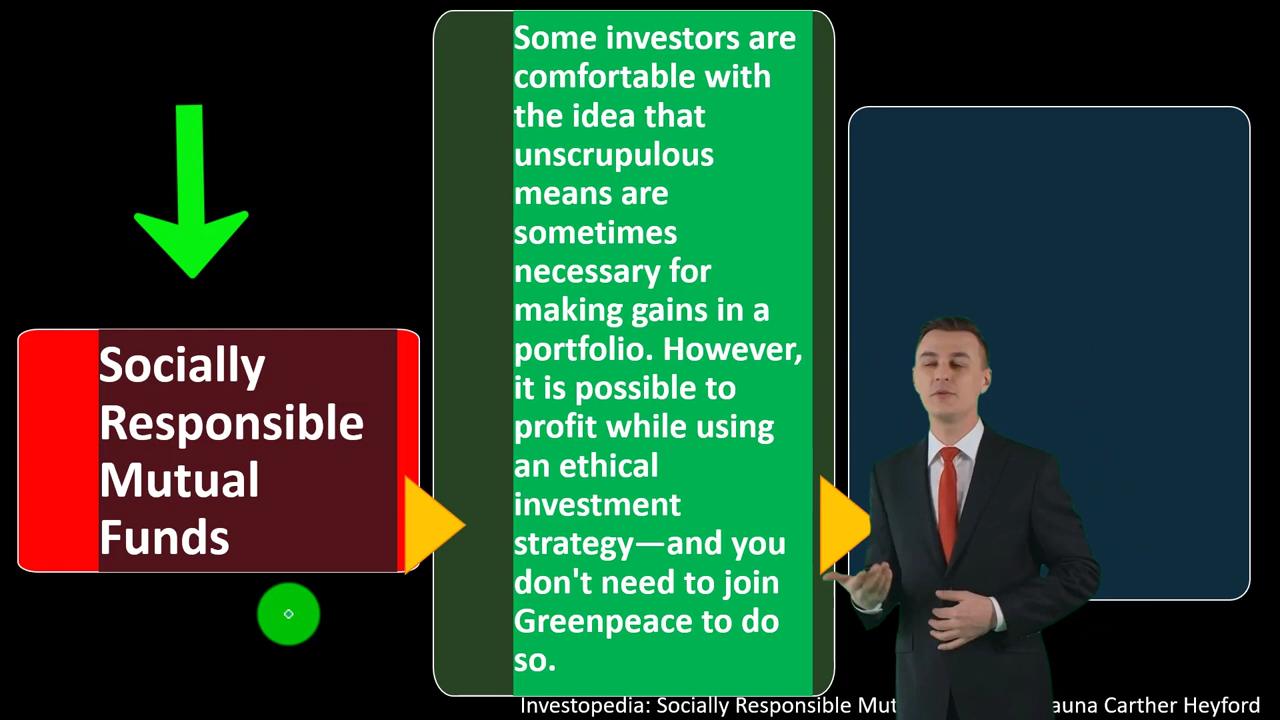 Socially
Responsible
Mutual
Funds
Some investors are
comfortable with
the idea that
unscrupulous
means are
sometimes
necessary for
making gains in a
portfolio. However,
it is possible to
profit while using
an ethical
investment
strategy—and you
don't need to join
Greenpeace to do
so.
Investopedia: Socially Responsible Carther Heyford